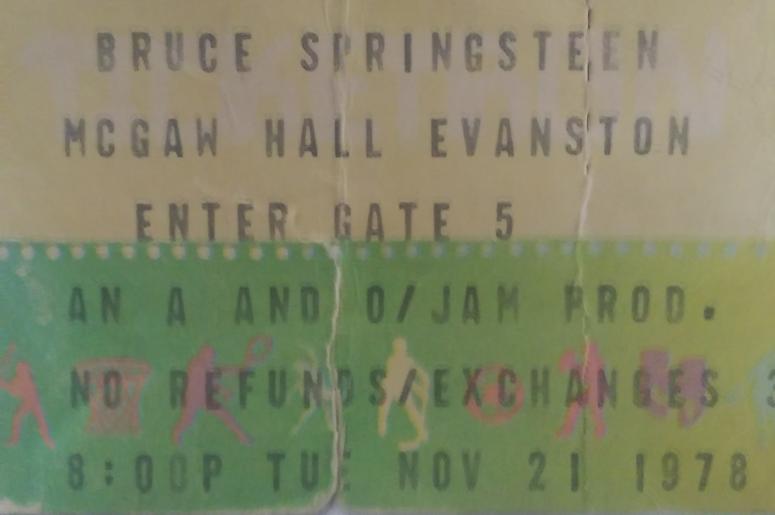 BRUCE SPRINGSTEEN
MCGAW HALL EVANSTON
ENTER GATE 5
AN A AND O/JAM PROD.
NO REFUNDS/EXCHANGES
8:00P TUE NOV 21 1978